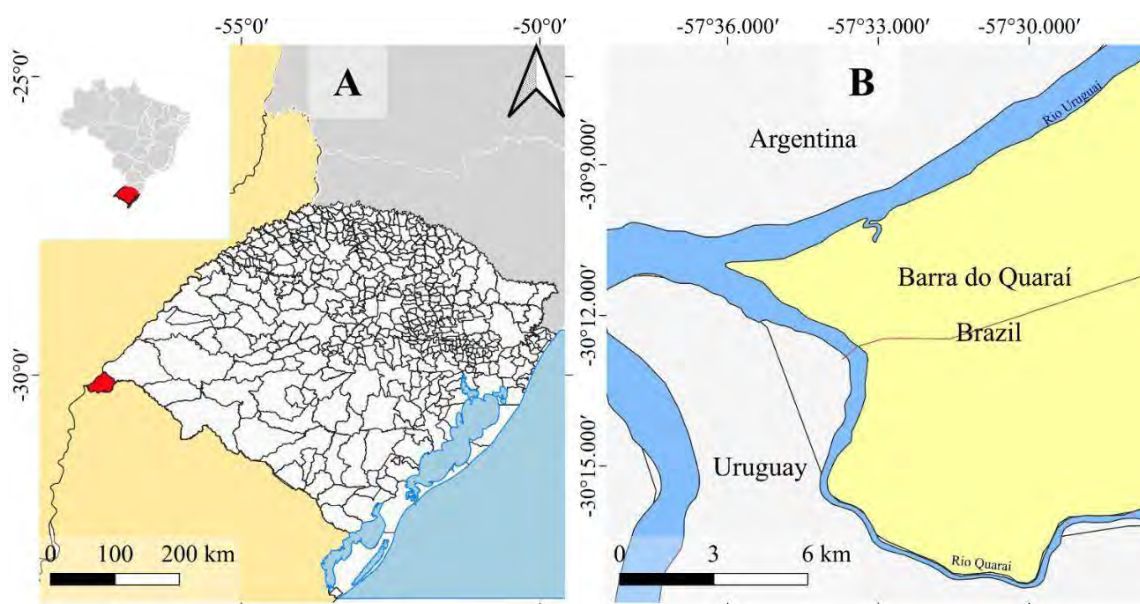 -55°0′
-50°0′
-25°0′
-30°0′
A
0 100 200 km
-57°36.000′
-57°33.000′
-57°30.000′
-30°9.000′
-30°12.000′
-30°15.000′
B
Argentina
Rio Uruguai
Barra do Quaraí
Brazil
Uruguay
Rio Quaraí
0 3 6 km